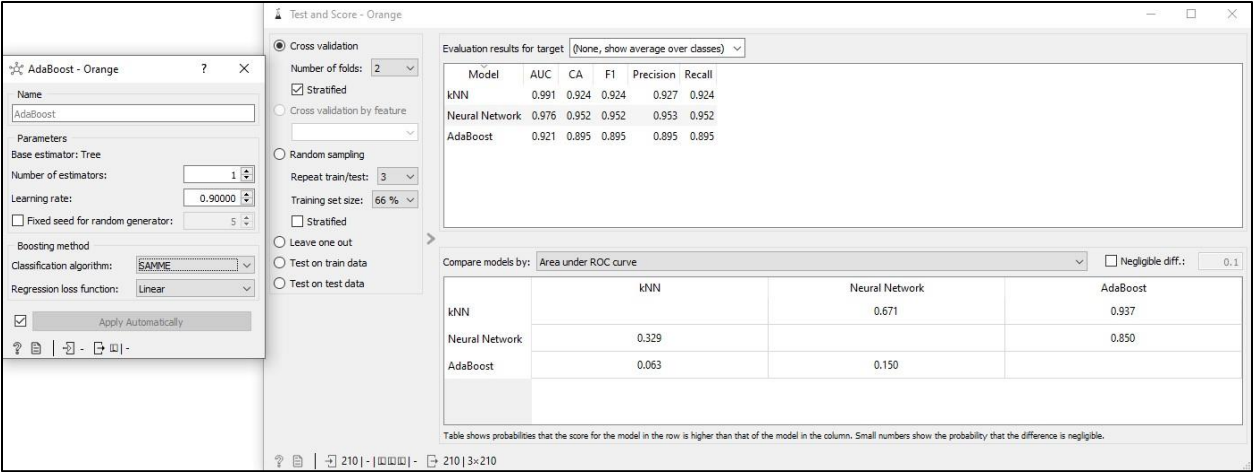 AdaBoost - Orange ? ×
Name
AdaBoost
Parameters
Base estimator: Tree
Number of estimators: 1
Learning rate: 0.90000
Fixed seed for random generator: 5
Boosting method
Classification algorithm: SAMME
Regression loss function: Linear
Apply Automatically
Test and Score - Orange
Cross validation
Number of folds: 2
Stratified
Cross validation by feature
Random sampling
Repeat train/test: 3
Training set size: 66 %
Stratified
Leave one out
Test on train data
Test on test data
Evaluation results for target (None, show average over classes)
Model AUC CA F1 Precision Recall
kNN 0.991 0.924 0.924 0.927 0.924
Neural Network 0.976 0.952 0.952 0.953 0.952
AdaBoost 0.921 0.895 0.895 0.895 0.895
Compare models by: Area under ROC curve Negligible diff.: 0.1
kNN Neural Network AdaBoost
kNN 0.671 0.937
Neural Network 0.329 0.850
AdaBoost 0.063 0.150
Table shows probabilities that the score for the model in the row is higher than that of the model in the column. Small numbers show the probability that the difference is negligible.
? 210 | - | - 210 | 3×210